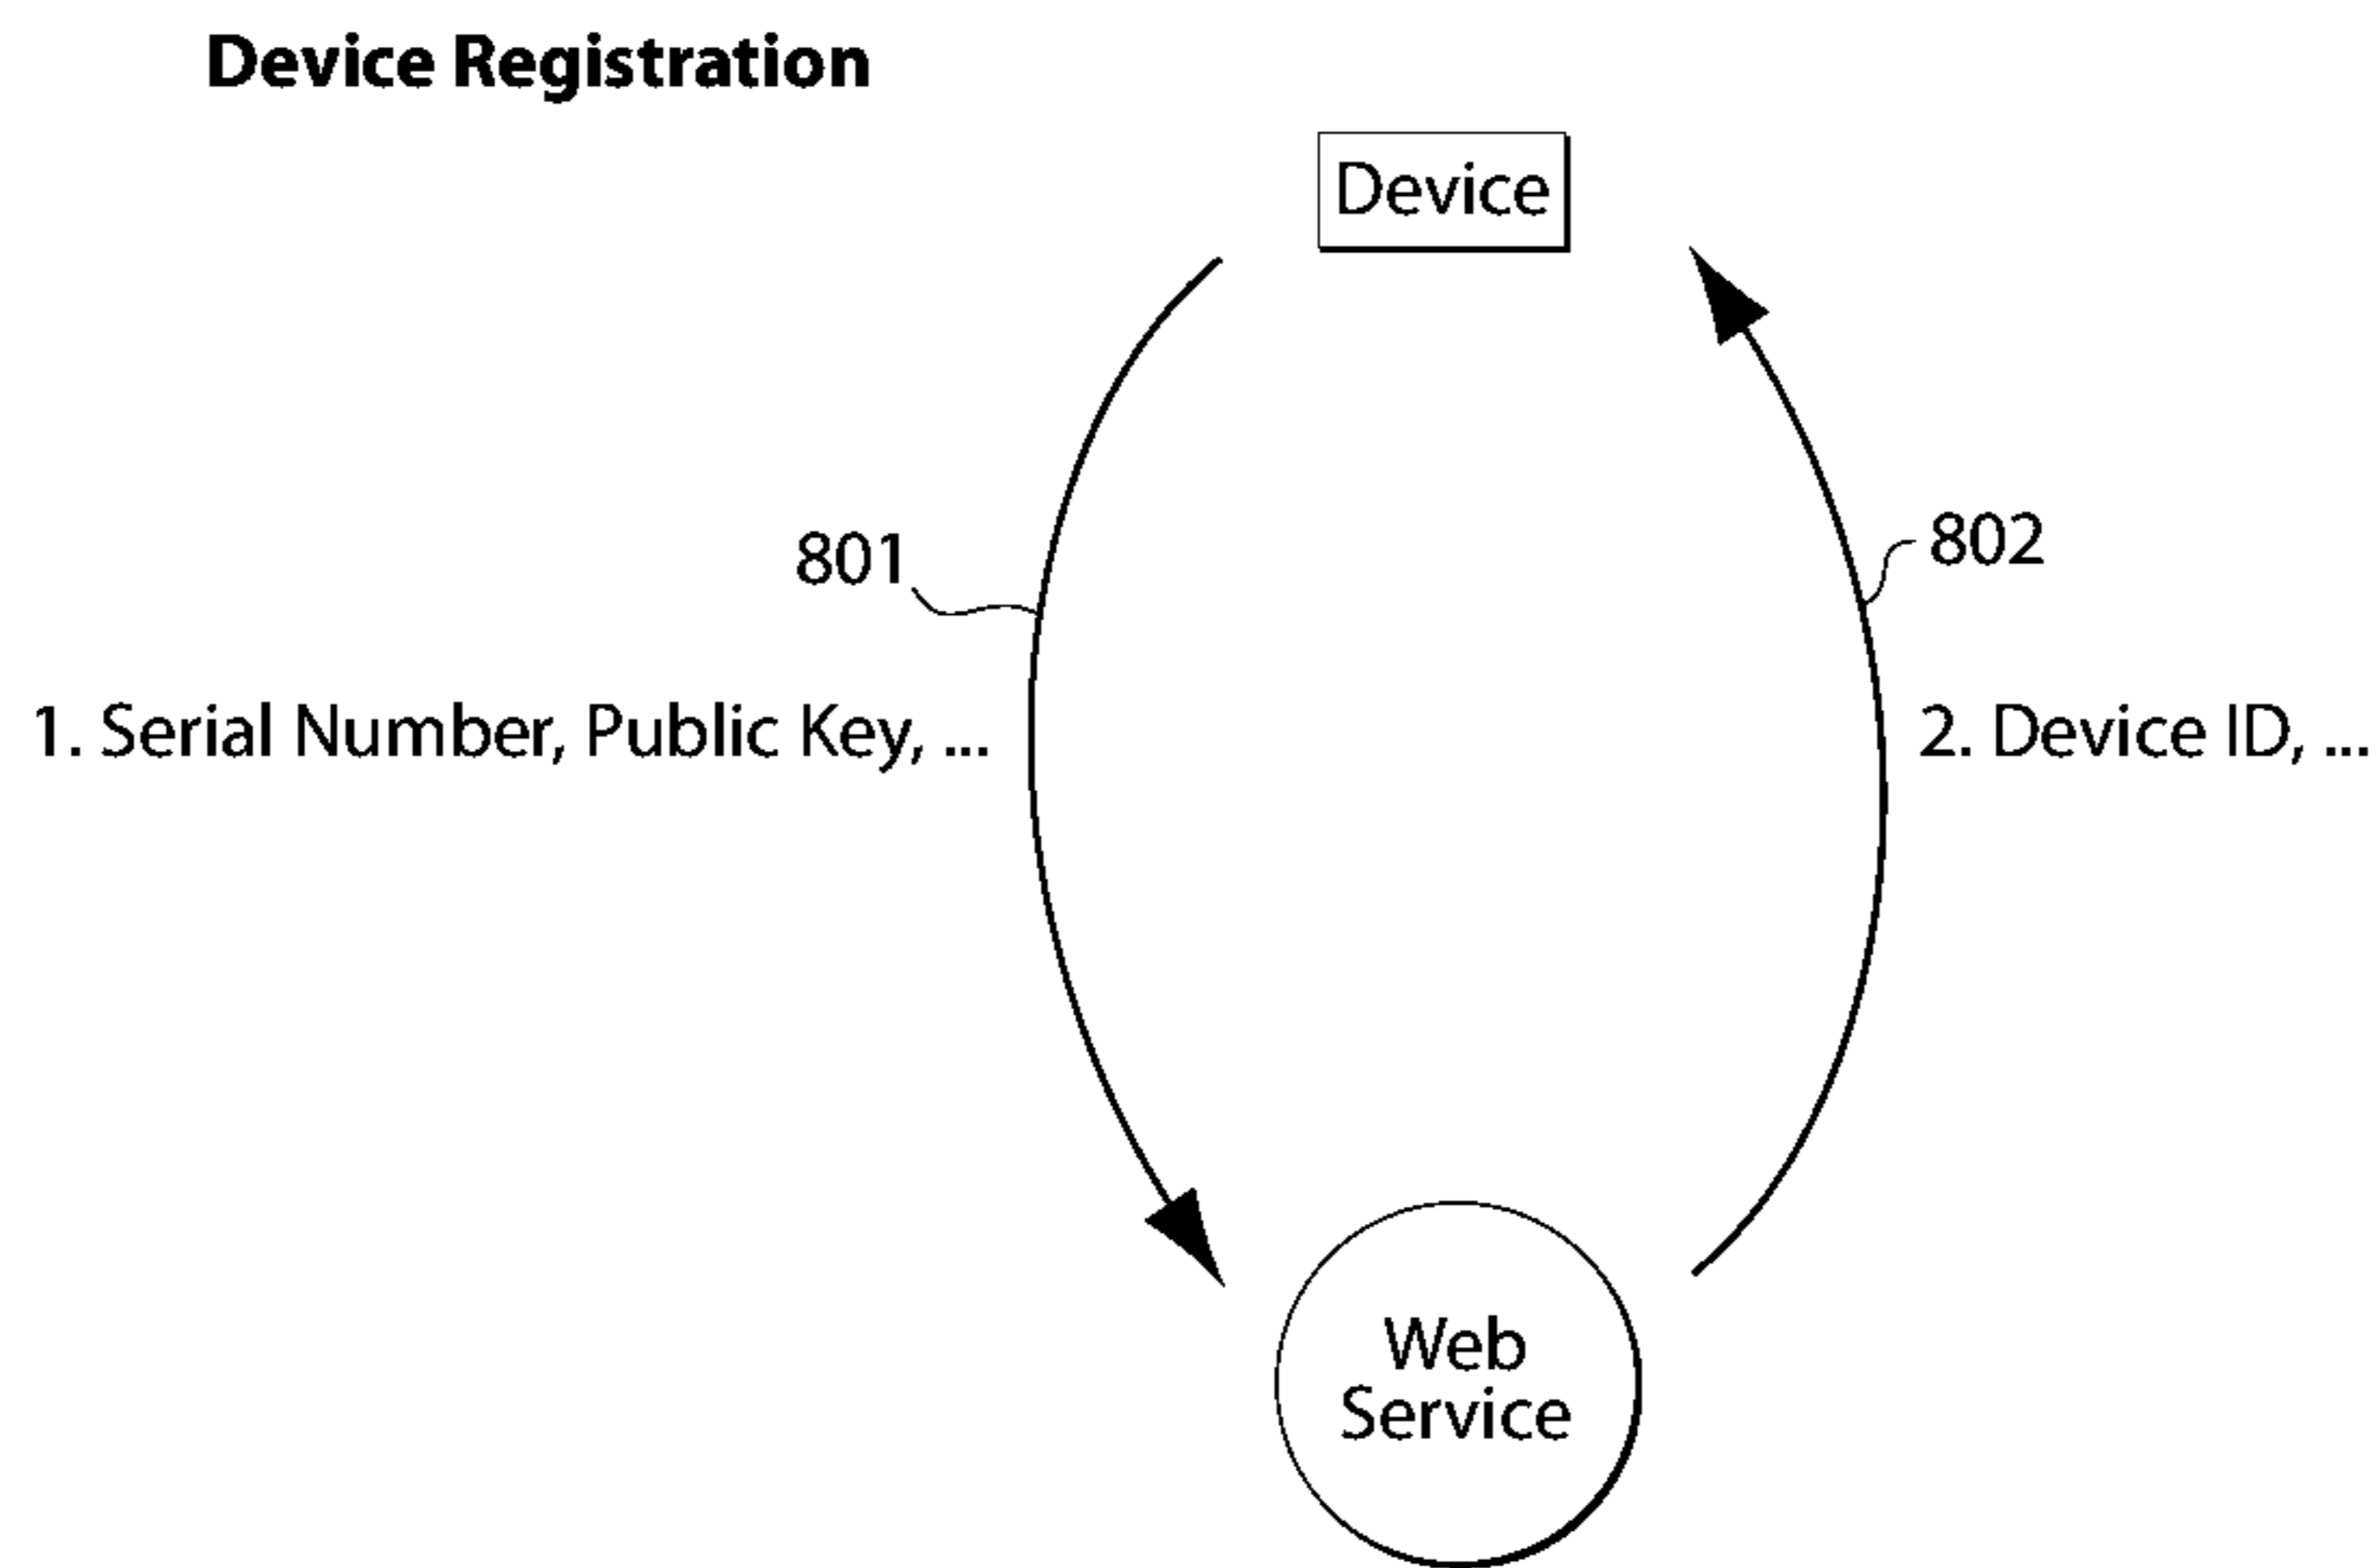 Device Registration
Device
801
802
1. Serial Number, Public Key, ...
2. Device ID, ...
Web
Service